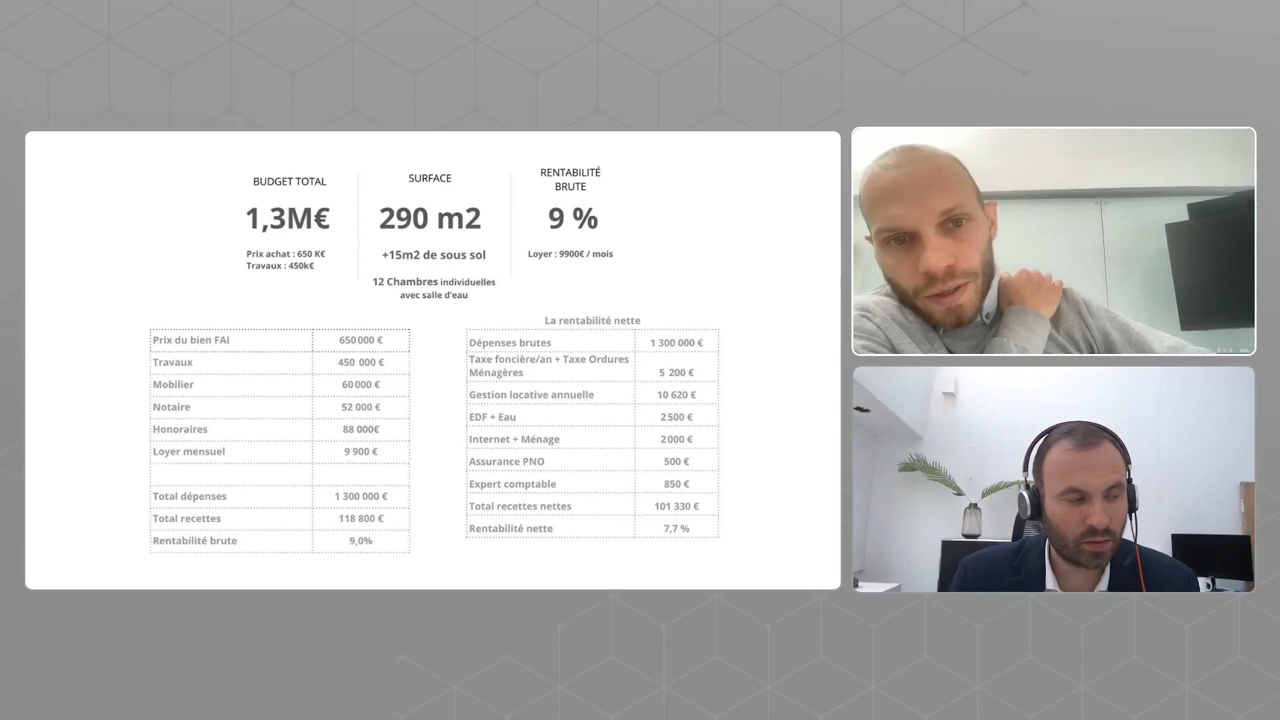 BUDGET TOTAL
1,3M€
Prix achat : 650 K€
Travaux : 450k€
SURFACE
290 m2
+15m2 de sous sol
12 Chambres individuelles
avec salle d'eau
RENTABILITÉ
BRUTE
9 %
Loyer : 9900€ / mois
Prix du bien FAI 650 000 €
Travaux 450 000 €
Mobilier 60 000 €
Notaire 52 000 €
Honoraires 88 000€
Loyer mensuel 9 900 €
Total dépenses 1 300 000 €
Total recettes 118 800 €
Rentabilité brute 9,0%
La rentabilité nette
Dépenses brutes 1 300 000 €
Taxe foncière/an + Taxe Ordures
Ménagères 5 200 €
Gestion locative annuelle 10 620 €
EDF + Eau 2 500 €
Internet + Ménage 2 000 €
Assurance PNO 500 €
Expert comptable 850 €
Total recettes nettes 101 330 €
Rentabilité nette 7,7 %